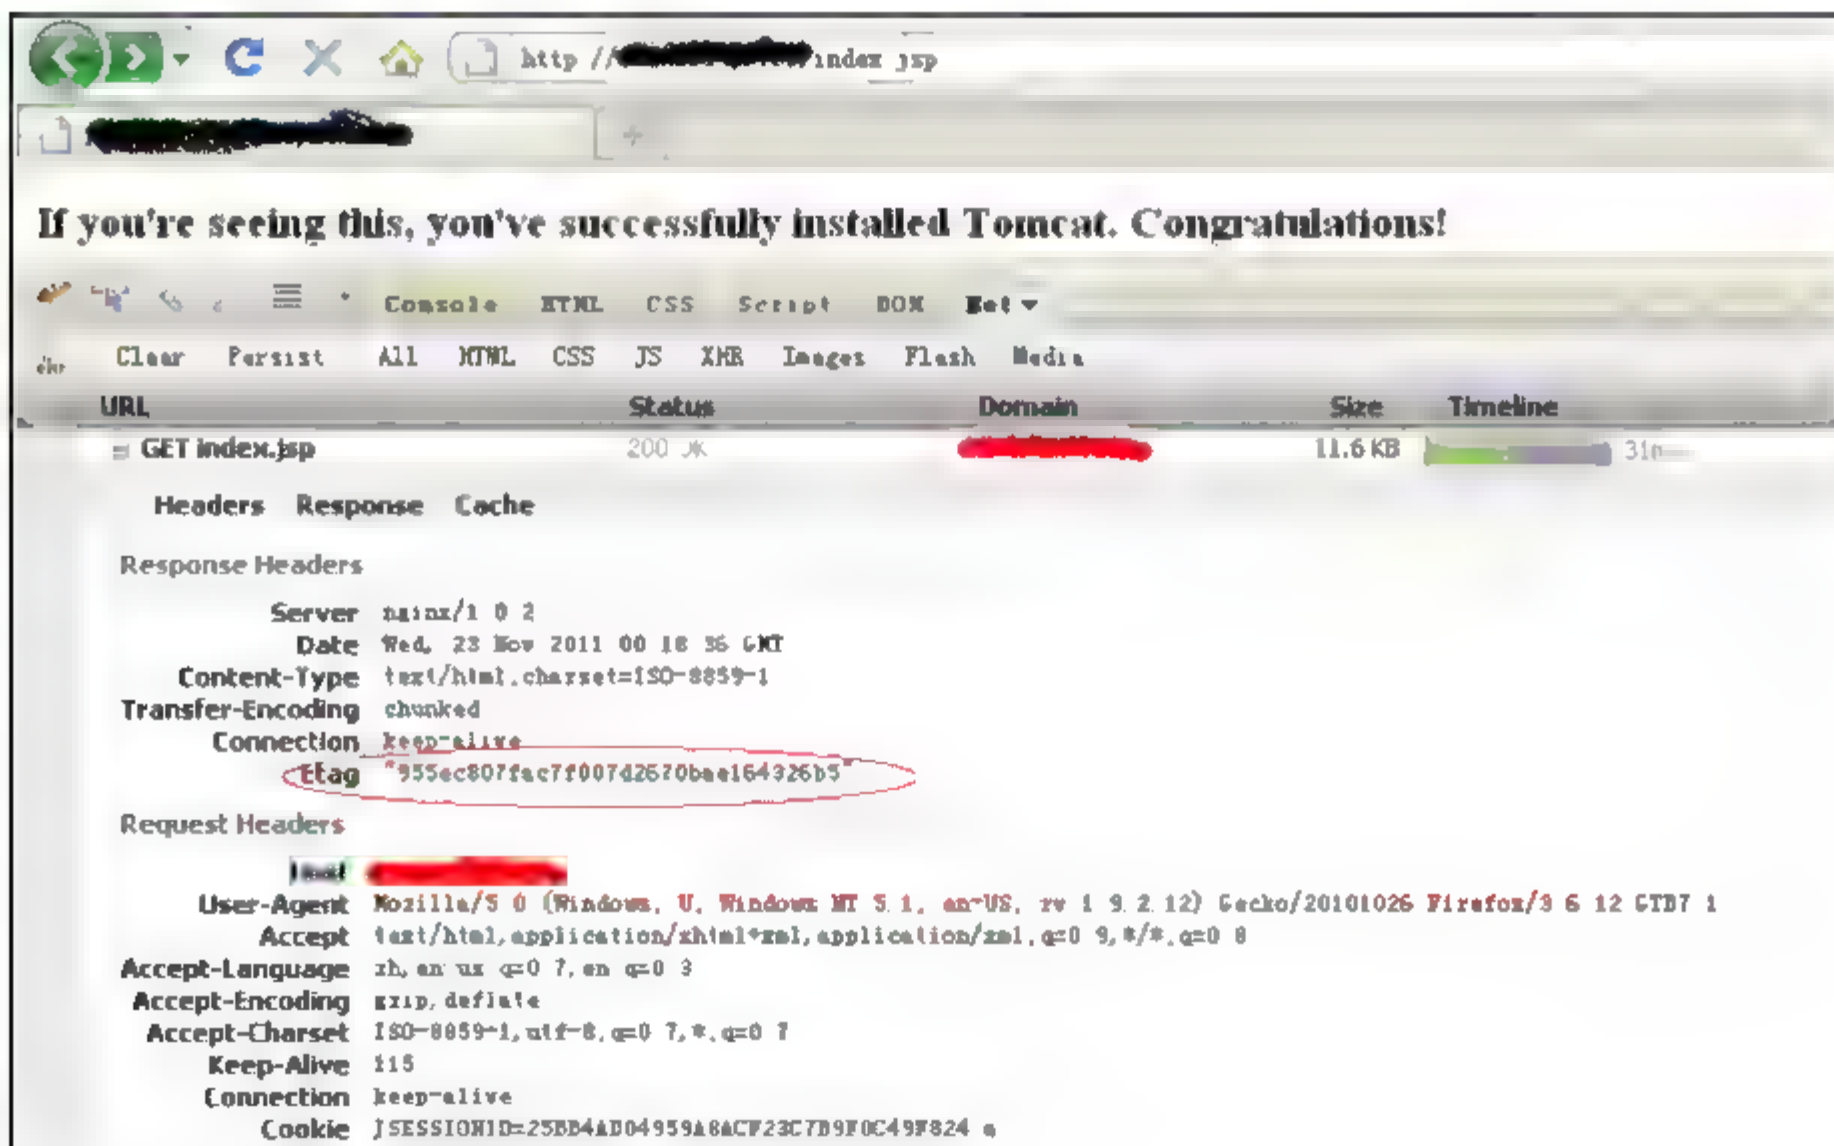 http //index jsp
If you're seeing this, you've successfully installed Tomcat. Congratulations!
Console HTML CSS Script DOM Net
Clear Persist All HTML CSS JS XHR Images Flash Media
URL Status Domain Size Timeline
GET index.jsp 200 OK 11.6 KB
Headers Response Cache
Response Headers
Server nginx/1 0 2
Date Wed, 23 Nov 2011 00 18 36 GMT
Content-Type text/html,charset=ISO-8859-1
Transfer-Encoding chunked
Connection keep-alive
Etag "955ec807fac7f007d2670bae164326b5"
Request Headers
Host
User-Agent Mozilla/5 0 (Windows, U, Windows NT 5 1, en-US, rv 1 9 2 12) Gecko/20101026 Firefox/3 6 12 GTB7 1
Accept text/html,application/xhtml+xml,application/xml,q=0 9,*/*,q=0 8
Accept-Language zh,en us q=0 7,en q=0 3
Accept-Encoding gzip,deflate
Accept-Charset ISO-8859-1,utf-8,q=0 7,*,q=0 7
Keep-Alive 115
Connection keep-alive
Cookie JSESSIONID=25BB4AD04959A8ACF23C7B9F0C49F824 a